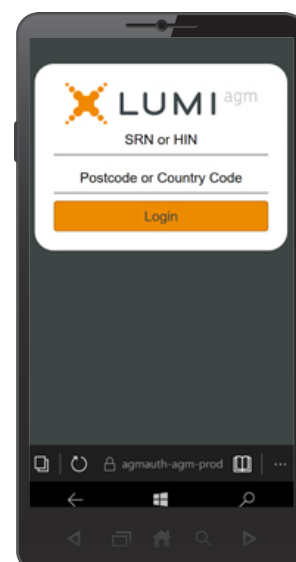 LUMI agm
SRN or HIN
Postcode or Country Code
Login
agmauth-agm-prod